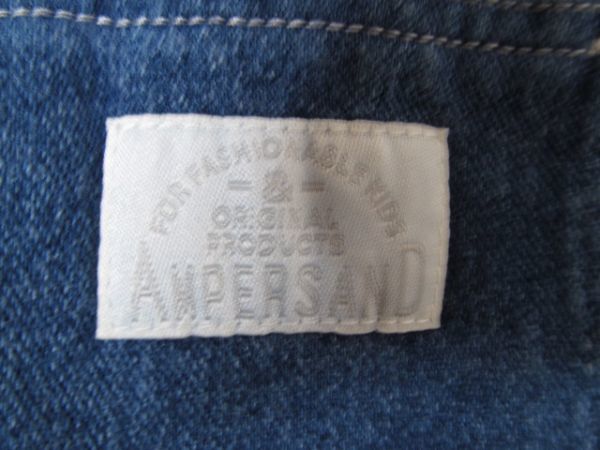 FOR FASHIONABLE KIDS
&
ORIGINAL
PRODUCTS
AMPERSAND